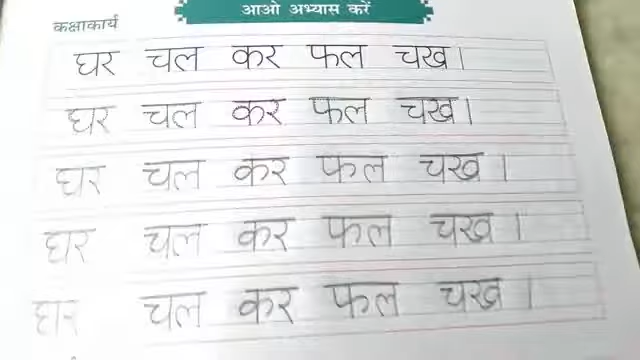 आओ अभ्यास करें
कक्षाकार्य
घर चल कर फल चख।
घर चल कर फल चख।
घर चल कर फल चख।
घर चल कर फल चख।
घर चल कर फल चख।